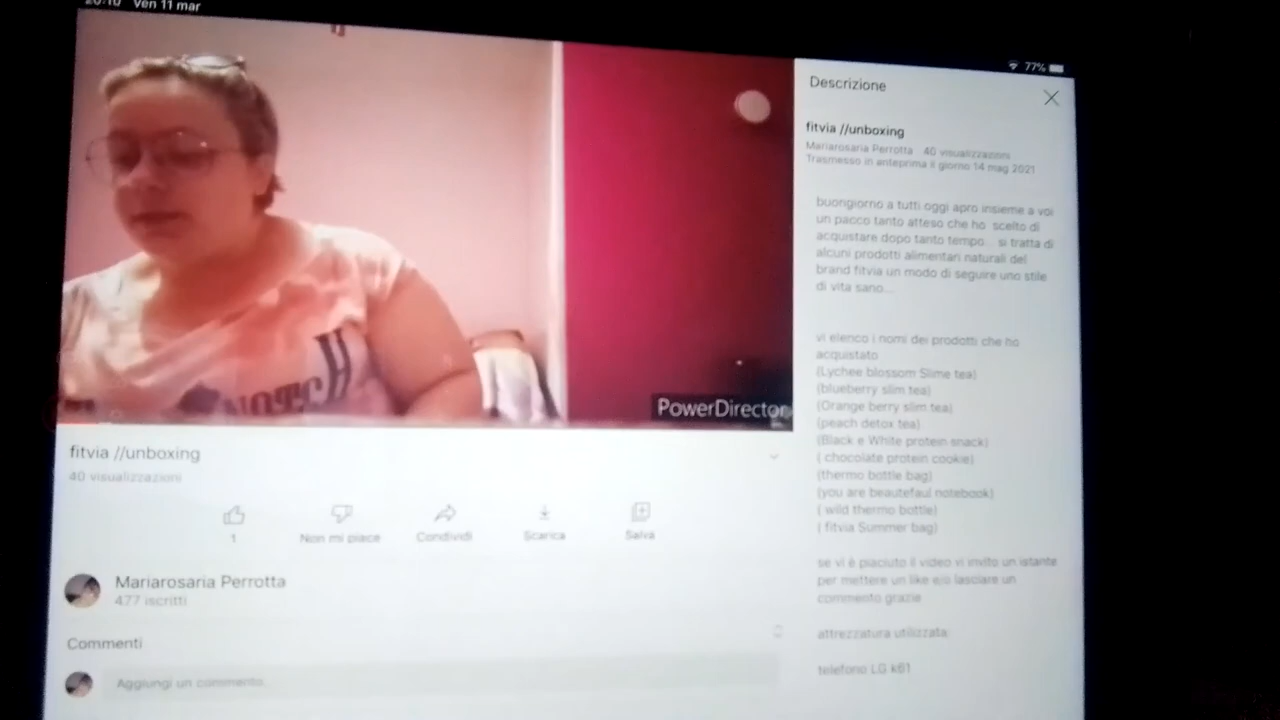 20:10 Ven 11 mar
77%
NOTCH
PowerDirector
fitvia //unboxing
40 visualizzazioni
1
Non mi piace
Condividi
Scarica
Salva
Mariarosaria Perrotta
477 iscritti
Commenti
Aggiungi un commento...
Descrizione
fitvia //unboxing
Mariarosaria Perrotta 40 visualizzazioni
Trasmesso in anteprima il giorno 14 mag 2021
buongiorno a tutti oggi apro insieme a voi
un pacco tanto atteso che ho scelto di
acquistare dopo tanto tempo... si tratta di
alcuni prodotti alimentari naturali del
brand fitvia un modo di seguire uno stile
di vita sano...
vi elenco i nomi dei prodotti che ho
acquistato
(Lychee blossom Slime tea)
(blueberry slim tea)
(Orange berry slim tea)
(peach detox tea)
(Black e White protein snack)
( chocolate protein cookie)
(thermo bottle bag)
(you are beautefaul notebook)
( wild thermo bottle)
( fitvia Summer bag)
se vi è piaciuto il video vi invito un istante
per mettere un like e/o lasciare un
commento grazie
attrezzatura utilizzata:
telefono LG k61